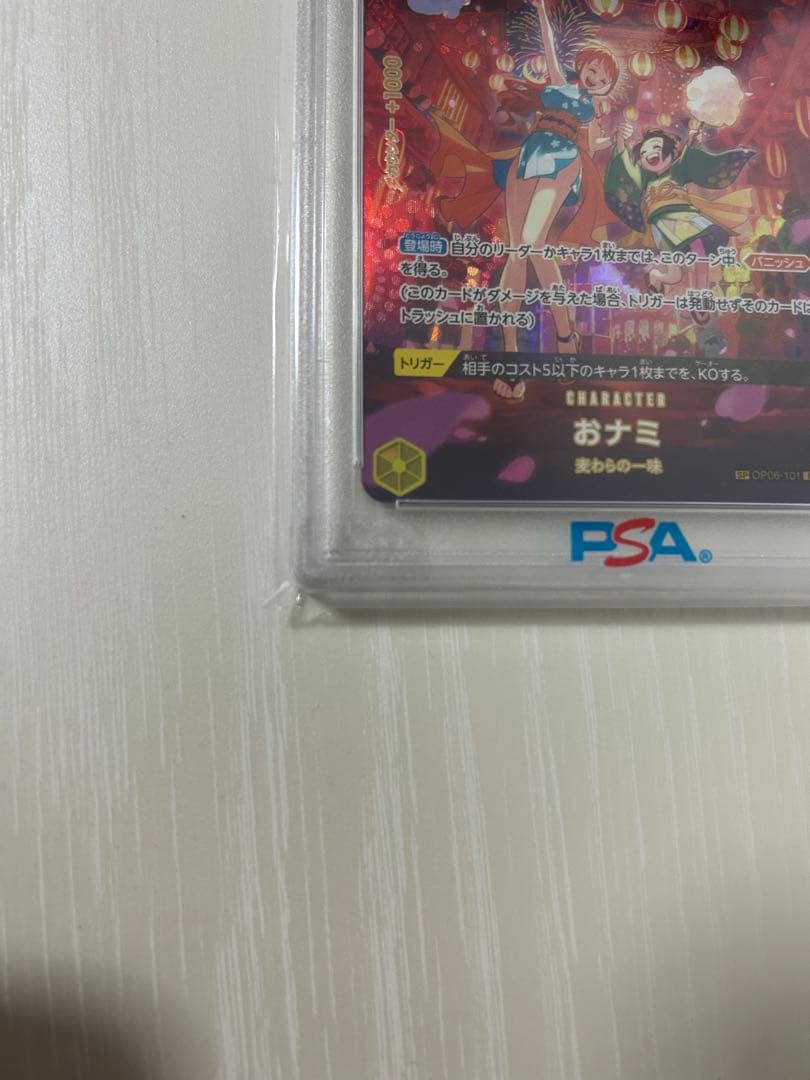 カウンター +1000
登場時 自分のリーダーかキャラ1枚までは、このターン中、バニッシュ
を得る。
(このカードがダメージを与えた場合、トリガーは発動せずそのカードは
トラッシュに置かれる)
トリガー 相手のコスト5以下のキャラ1枚までを、KOする。
CHARACTER
おナミ
麦わらの一味
SP OP06-101
PSA®